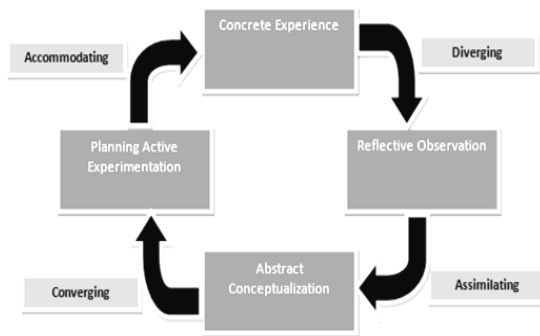 Concrete Experience
Accommodating
Diverging
Planning Active
Experimentation
Reflective Observation
Abstract
Conceptualization
Converging
Assimilating